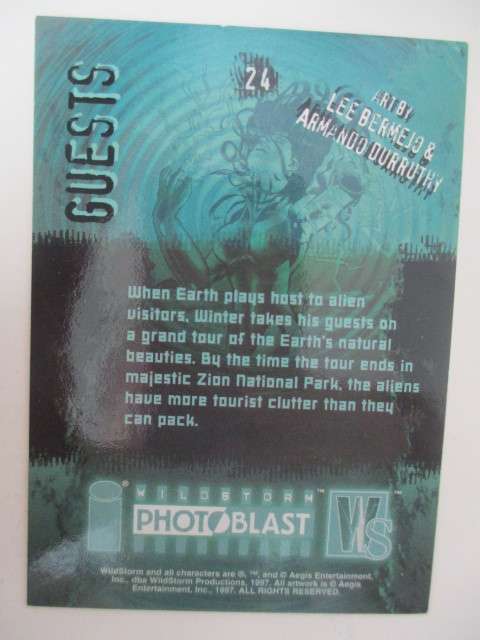 GUESTS
24
ART BY
LEE BERMEJO &
ARMANDO DURRUTHY
When Earth plays host to alien
visitors, Winter takes his guests on
a grand tour of the Earth's natural
beauties. By the time the tour ends in
majestic Zion National Park, the aliens
have more tourist clutter than they
can pack.
i®
WILDSTORM™
PHOTOBLAST
WS™
WildStorm and all characters are ®, ™, and © Aegis Entertainment,
Inc., dba WildStorm Productions, 1997. All artwork is © Aegis
Entertainment, Inc., 1997. ALL RIGHTS RESERVED.